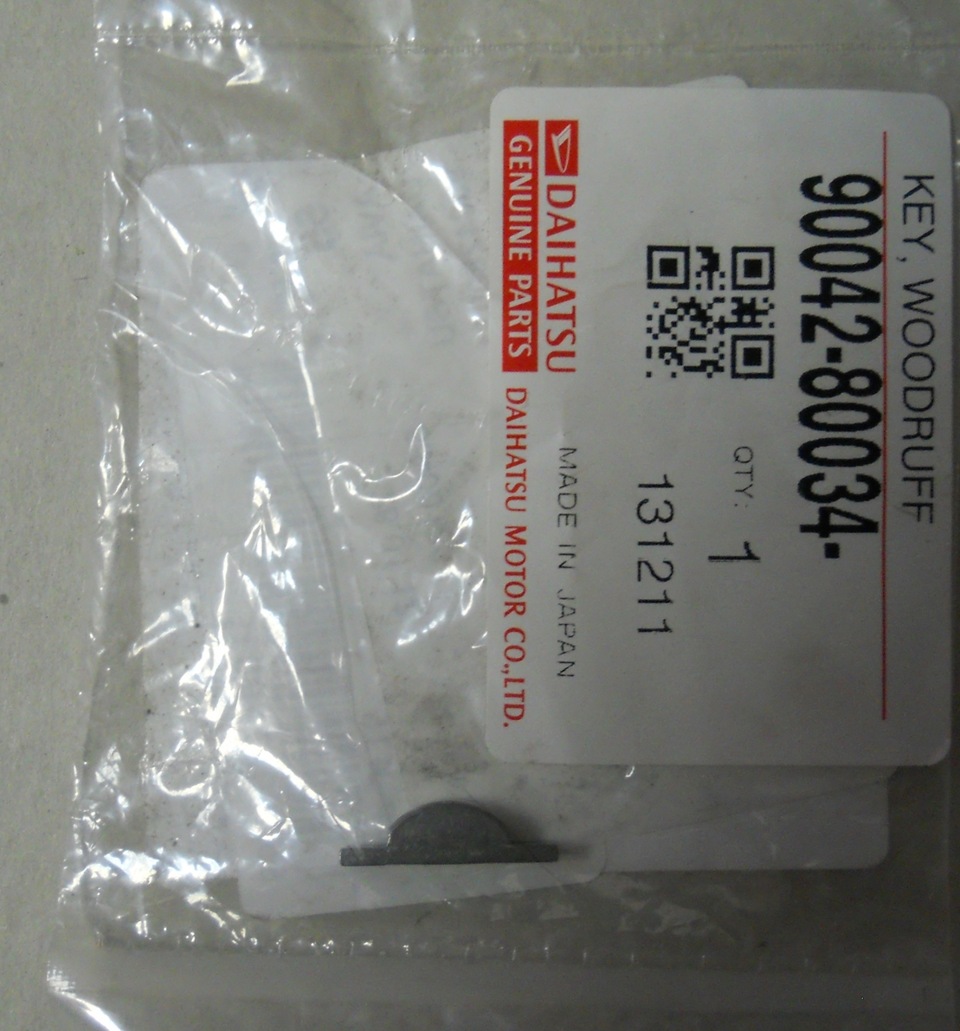 KEY, WOODRUFF
90042-80034-
QTY: 1
131211
MADE IN JAPAN
DAIHATSU
GENUINE PARTS DAIHATSU MOTOR CO.,LTD.